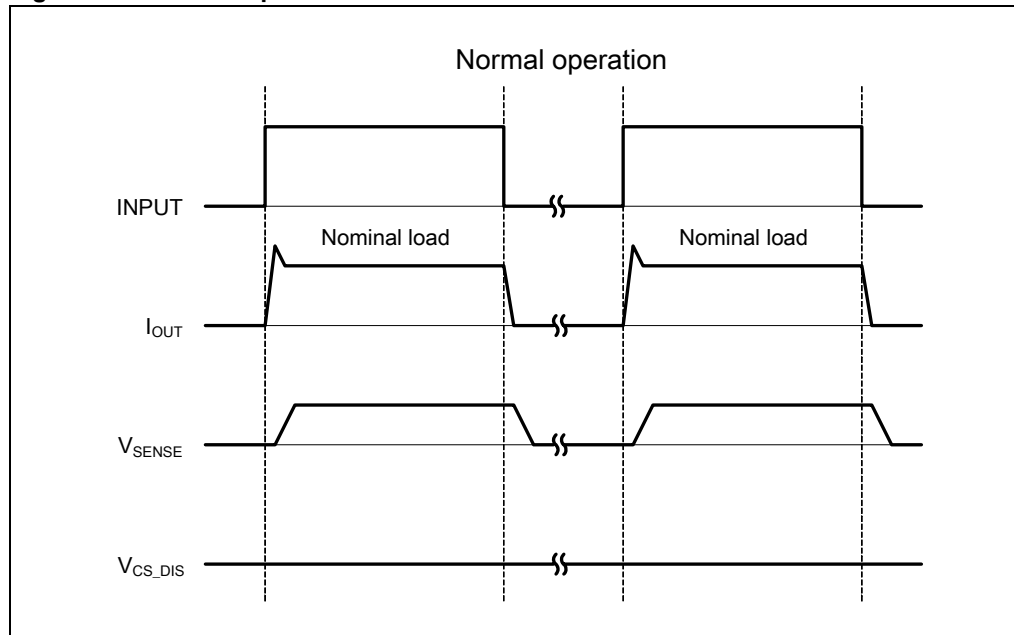 Normal operation
INPUT
Nominal load Nominal load
IOUT
VSENSE
VCS_DIS